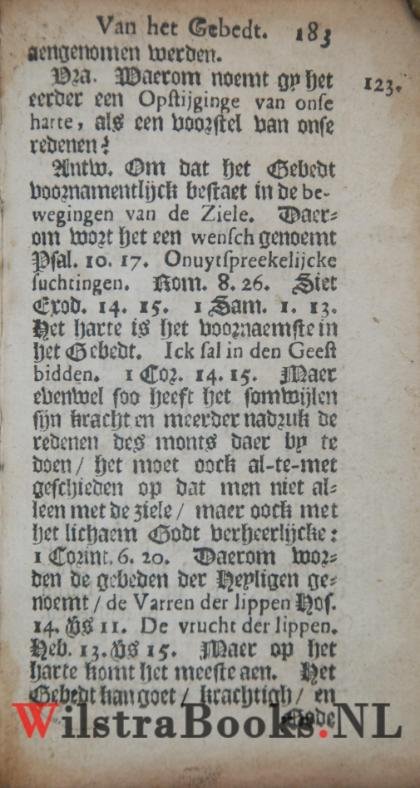 Van het Gebedt. 183
aengenomen werden.
Vra. Waerom noemt gy het 123.
eerder een Opstijginge van onse
harte, als een voorstel van onse
redenen?
Antw. Om dat het Gebedt
voornamentlijck bestaet in de be-
wegingen van de Ziele. Daer-
om wort het een wensch genoemt
Psal. 10. 17. Onuytspreekelijcke
suchtingen. Rom. 8. 26. Siet
Exod. 14. 15. 1 Sam. 1. 13.
Het harte is het voornaemste in
het Gebedt. Ick sal in den Geest
bidden. 1 Cor. 14. 15. Maer
evenwel soo heeft het somwijlen
sijn kracht en meerder nadruk de
redenen des monts daer by te
doen / het moet oock al-te-met
geschieden op dat men niet al-
leen met de ziele / maer oock met
het lichaem Godt verheerlijcke:
1 Corint. 6. 20. Daerom wor-
den de gebeden der Heyligen ge-
noemt / de Varren der lippen Hos.
14. vs 11. De vrucht der lippen.
Heb. 13. vs 15. Maer op het
harte komt het meeste aen. Het
Gebedt kan goet / krachtigh / en
Gode
WilstraBooks.NL